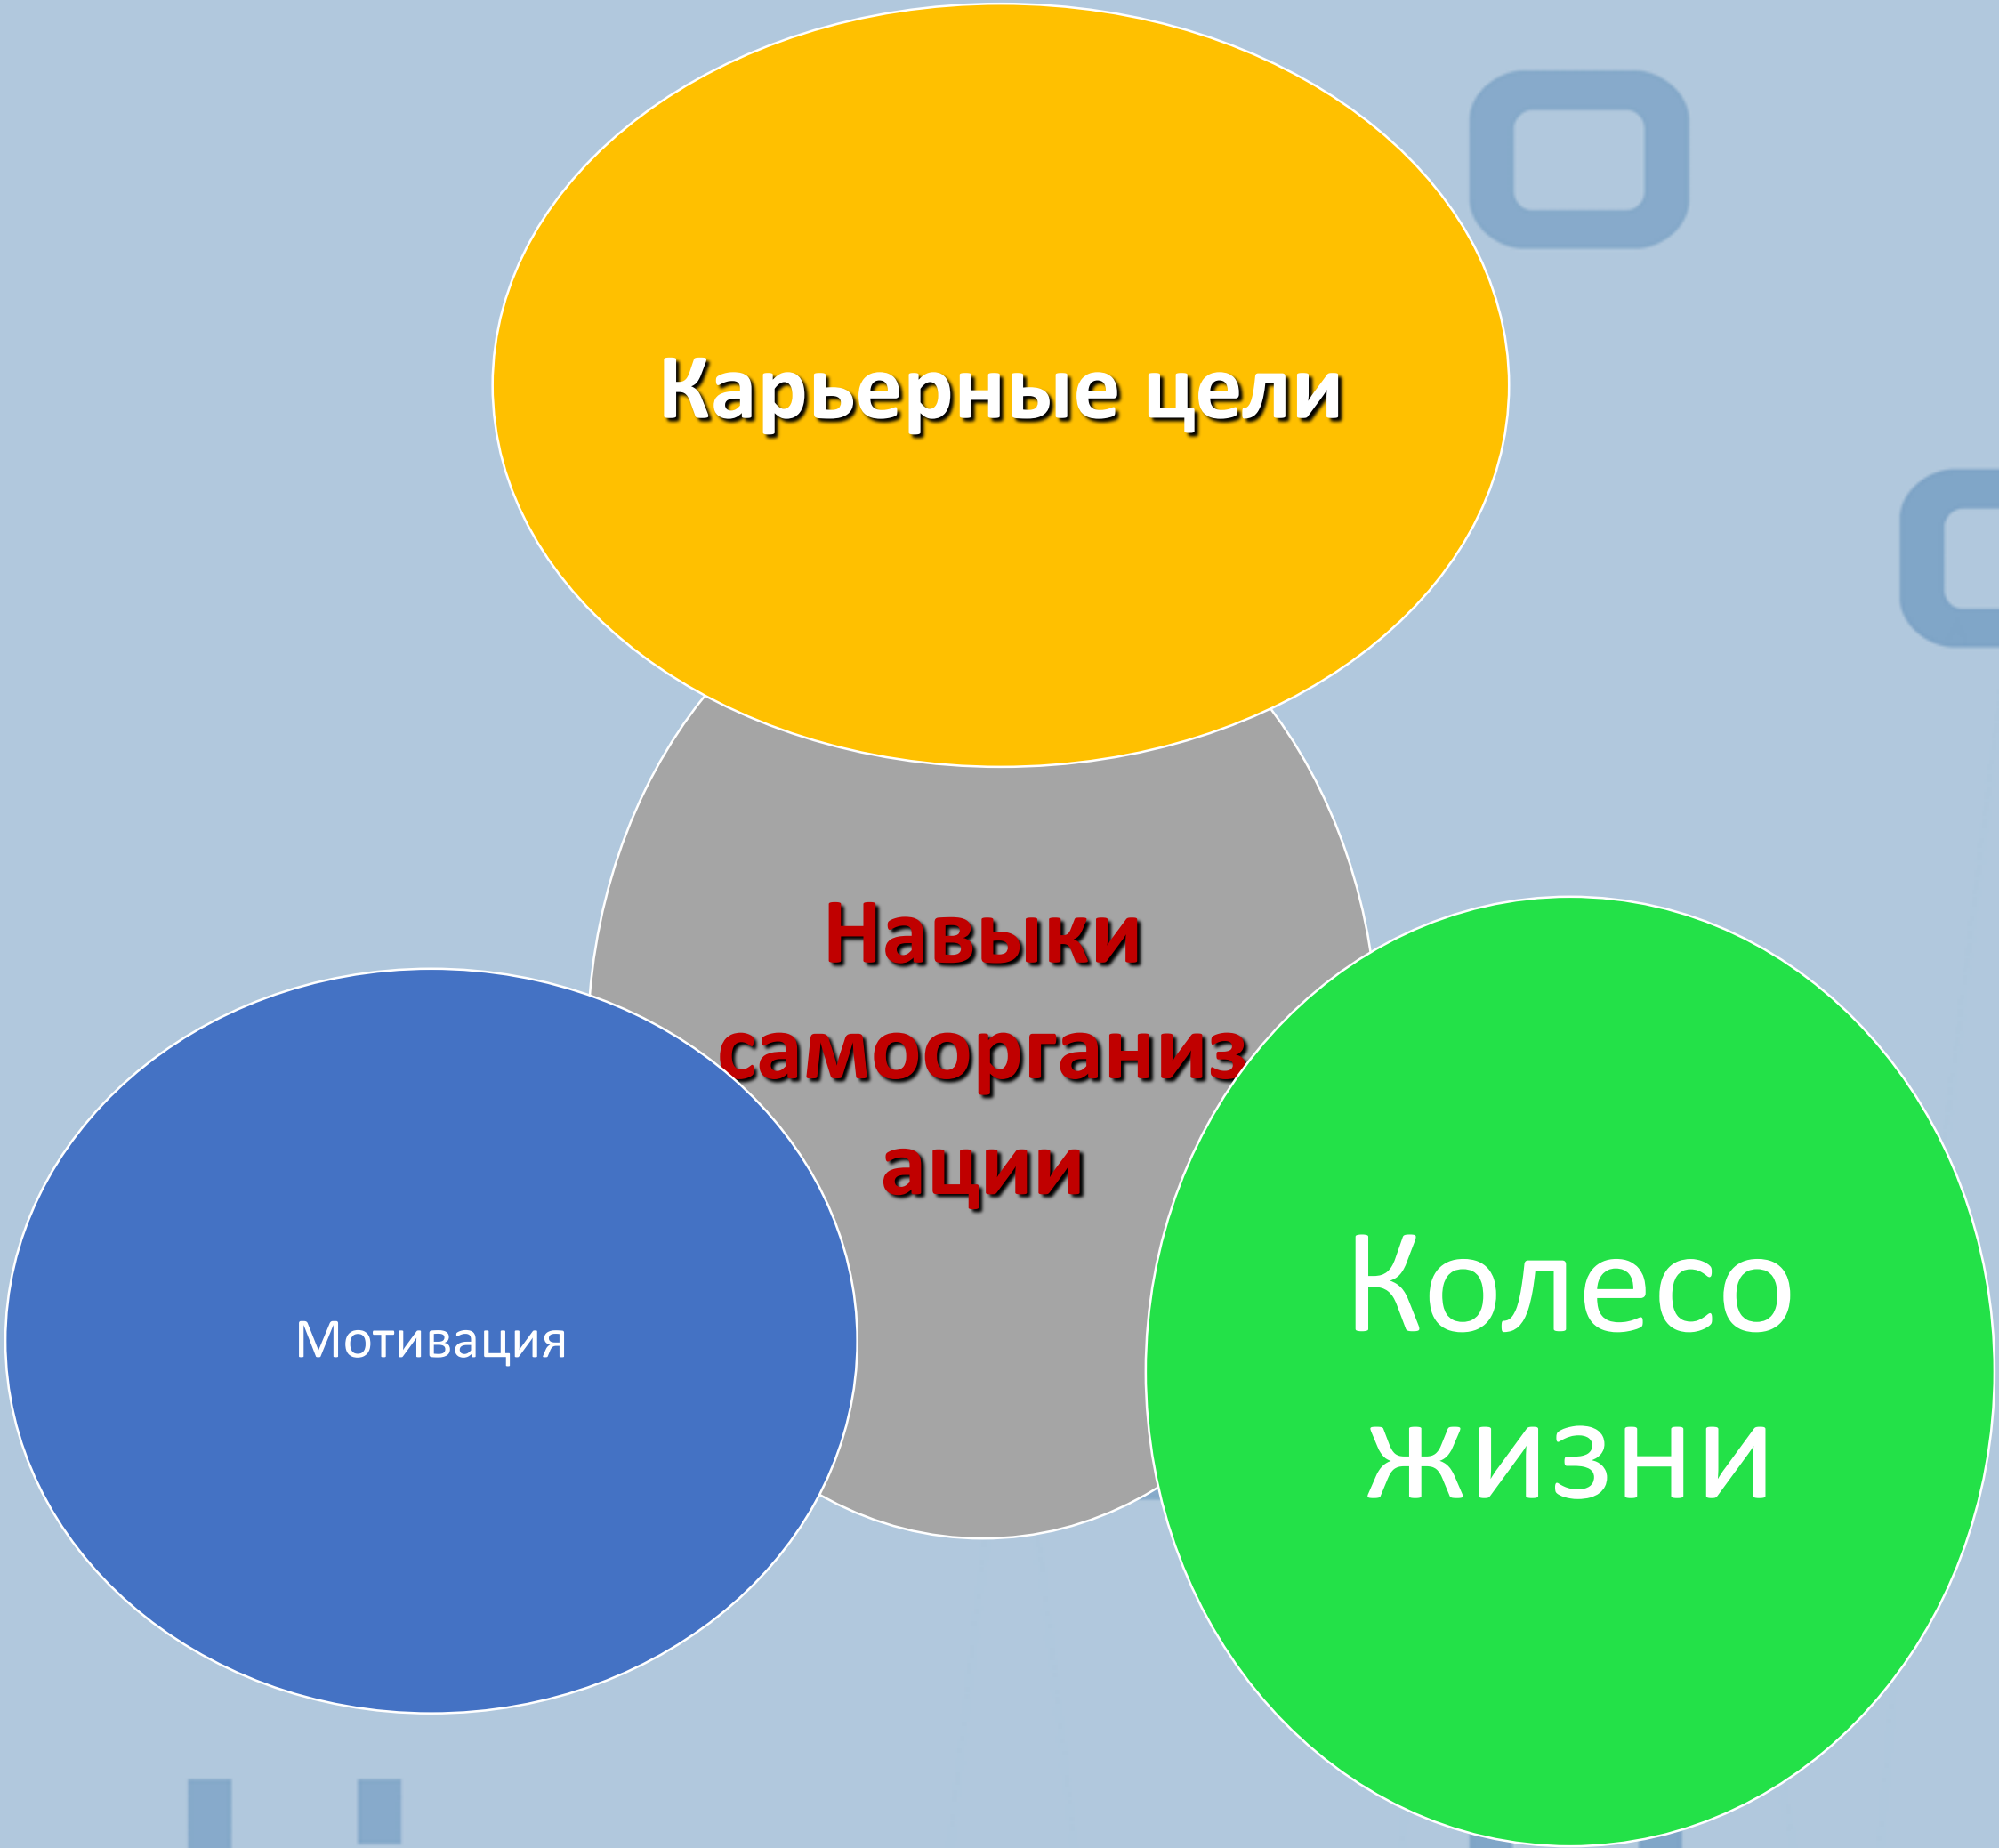 Карьерные цели
Навыки
самоорганиз
ации
Мотивация
Колесо
жизни